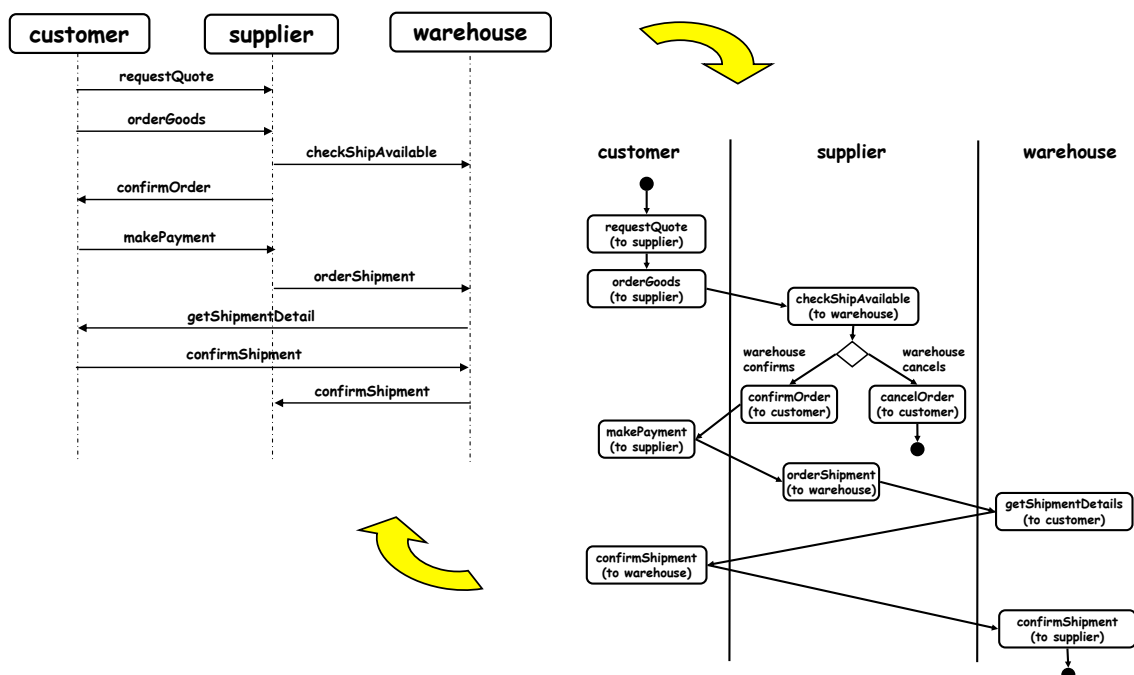 customer
supplier
warehouse
requestQuote
orderGoods
checkShipAvailable
confirmOrder
makePayment
orderShipment
getShipmentDetail
confirmShipment
confirmShipment
customer
supplier
warehouse
requestQuote
(to supplier)
orderGoods
(to supplier)
checkShipAvailable
(to warehouse)
warehouse
confirms
warehouse
cancels
confirmOrder
(to customer)
cancelOrder
(to customer)
makePayment
(to supplier)
orderShipment
(to warehouse)
getShipmentDetails
(to customer)
confirmShipment
(to warehouse)
confirmShipment
(to supplier)